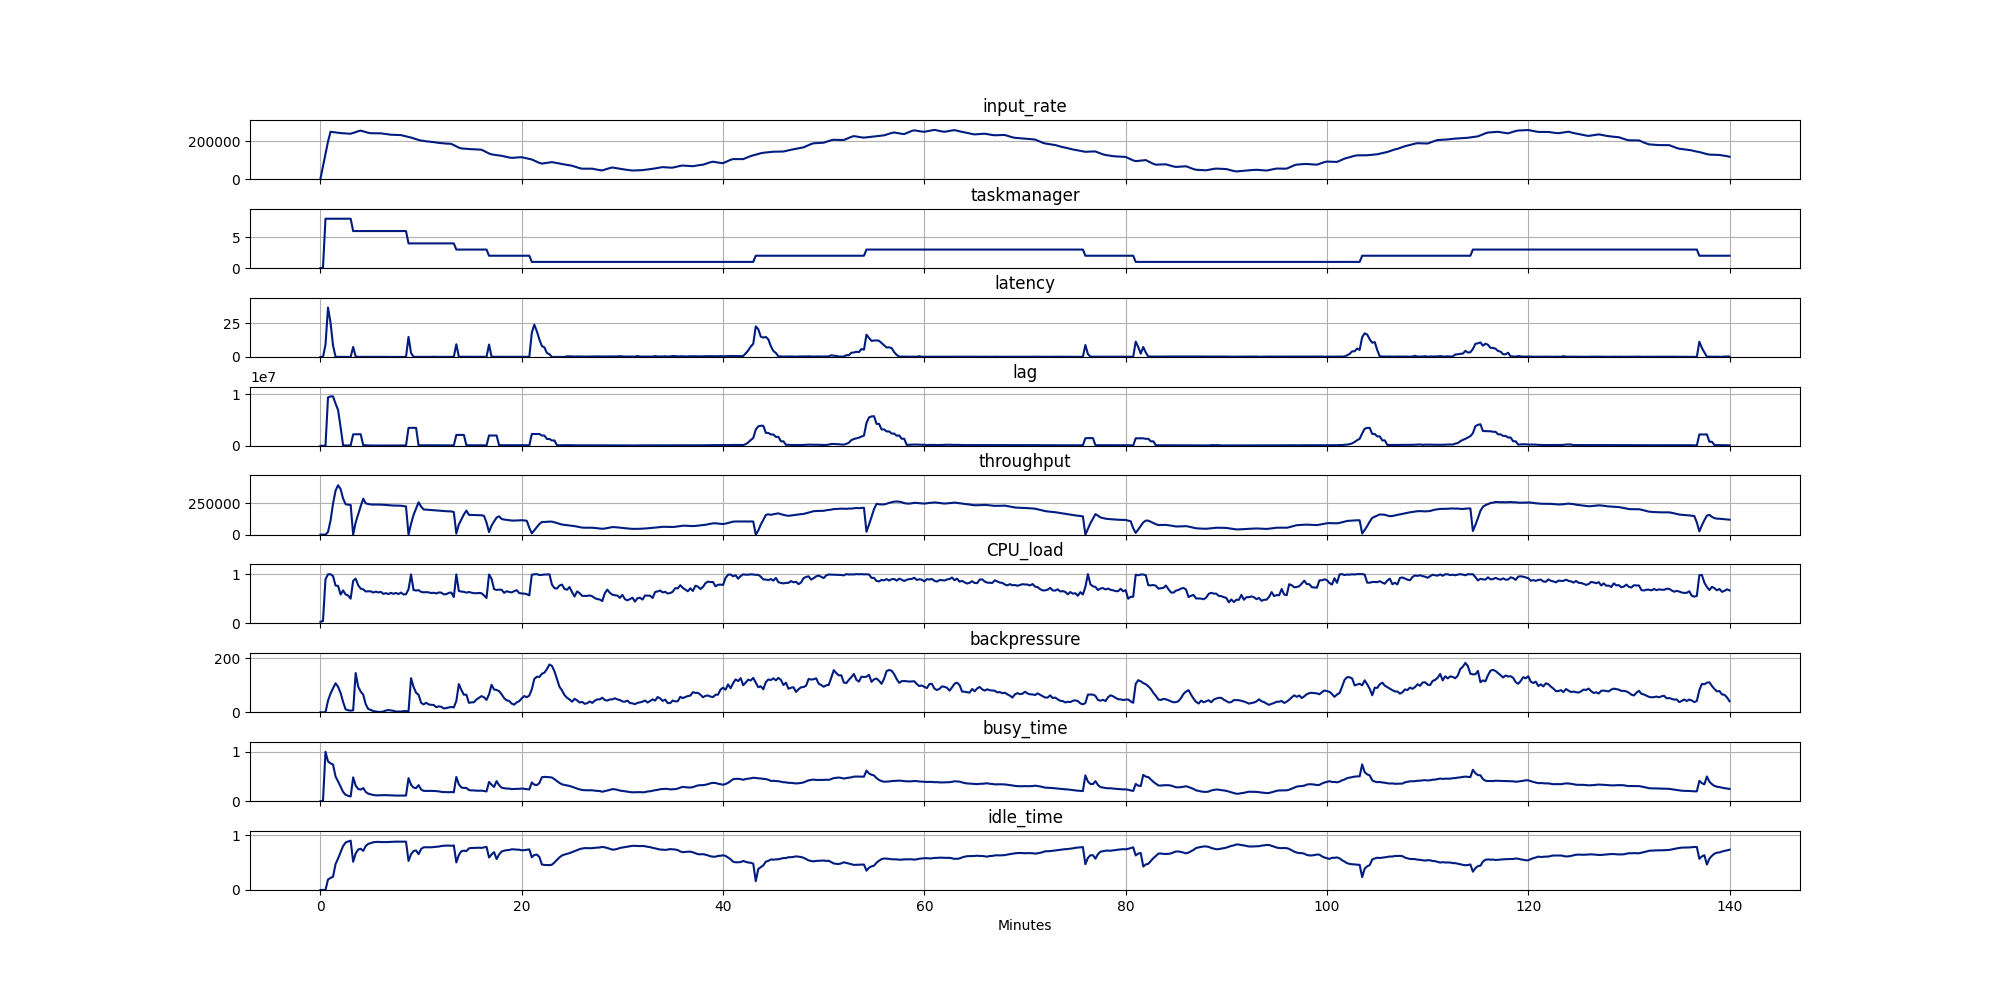 input_rate
200000
0
taskmanager
5
0
latency
25
0
1e7
lag
1
0
throughput
250000
0
CPU_load
1
0
backpressure
200
0
busy_time
1
0
idle_time
1
0
0 20 40 60 80 100 120 140
Minutes